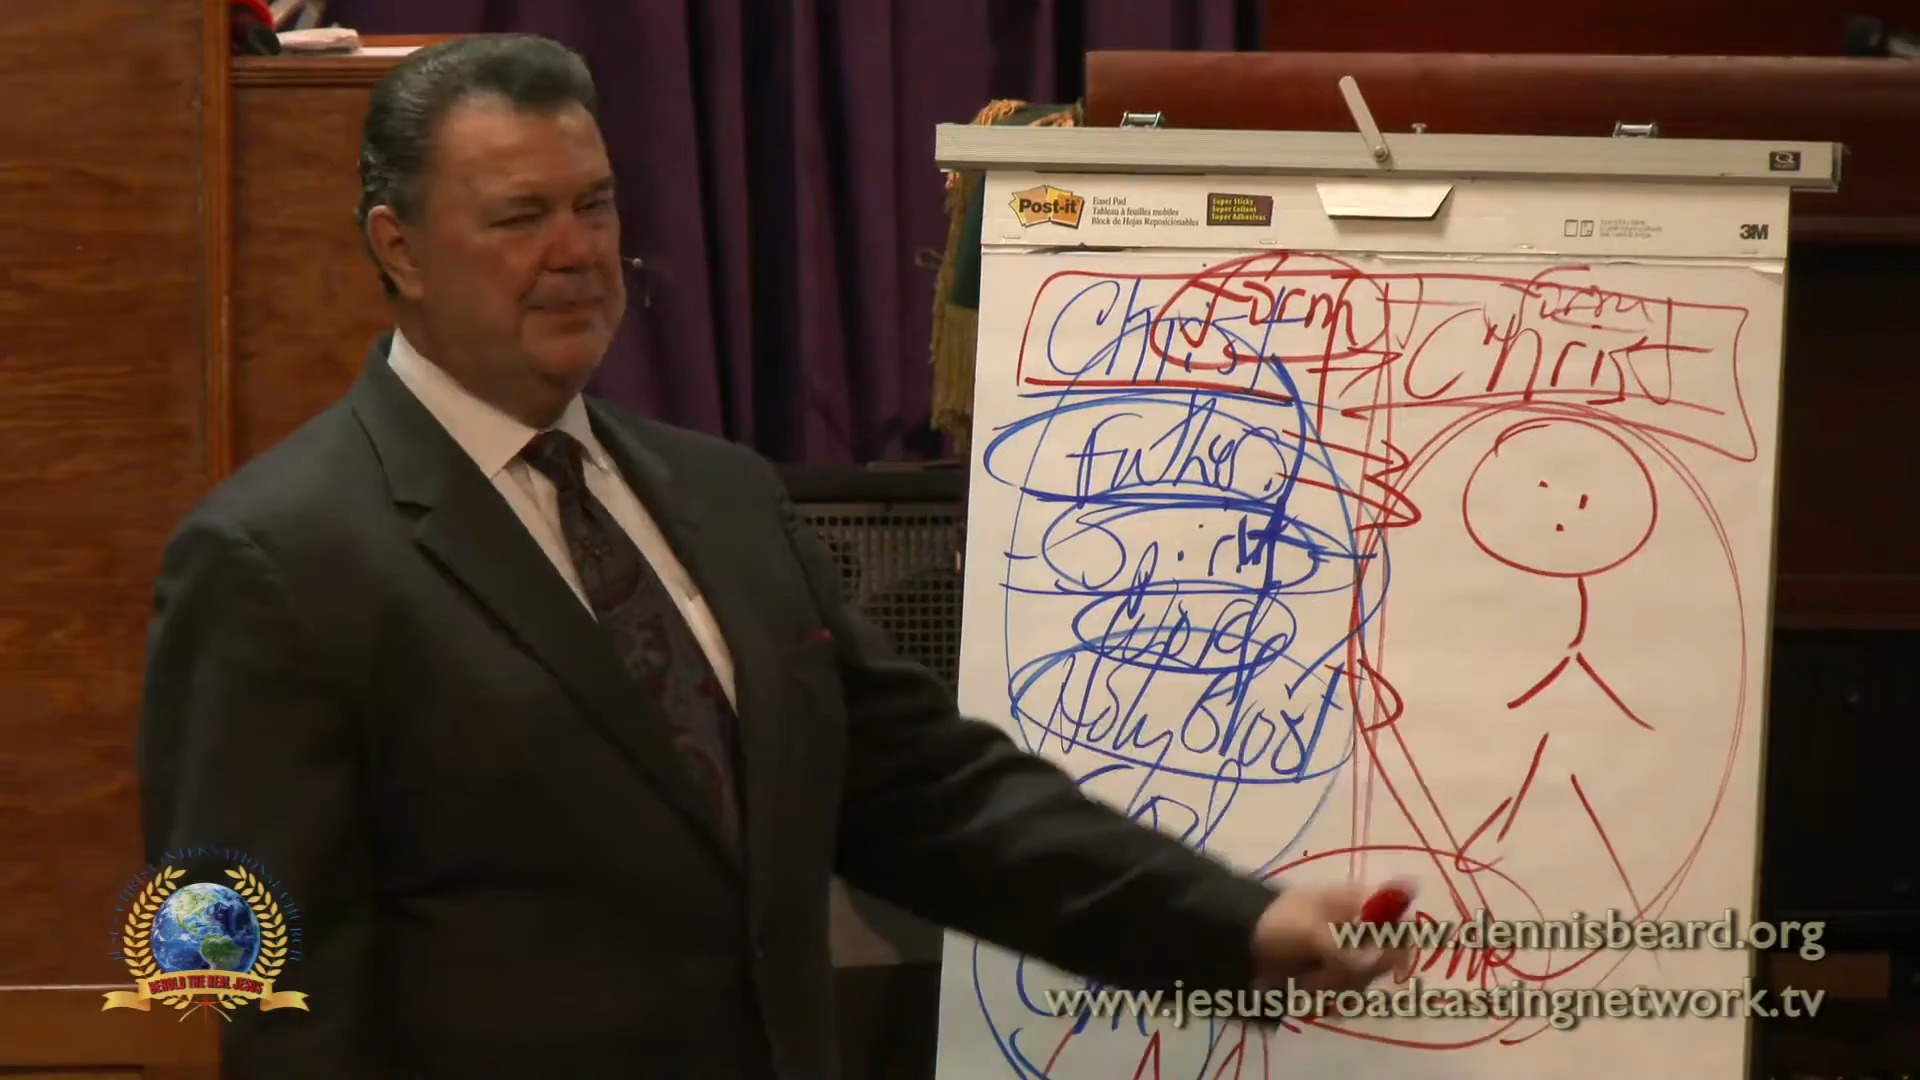 Post-it
Easel Pad
Tableau à feuilles mobiles
Block de Hojas Reposicionables
Super Sticky
Super Collant
Super Adhesivas
3M
form
form
Christ
Christ
Father
Spirit
Word
Holy Ghost
www.dennisbeard.org
www.jesusbroadcastingnetwork.tv
BEHOLD THE REAL JESUS